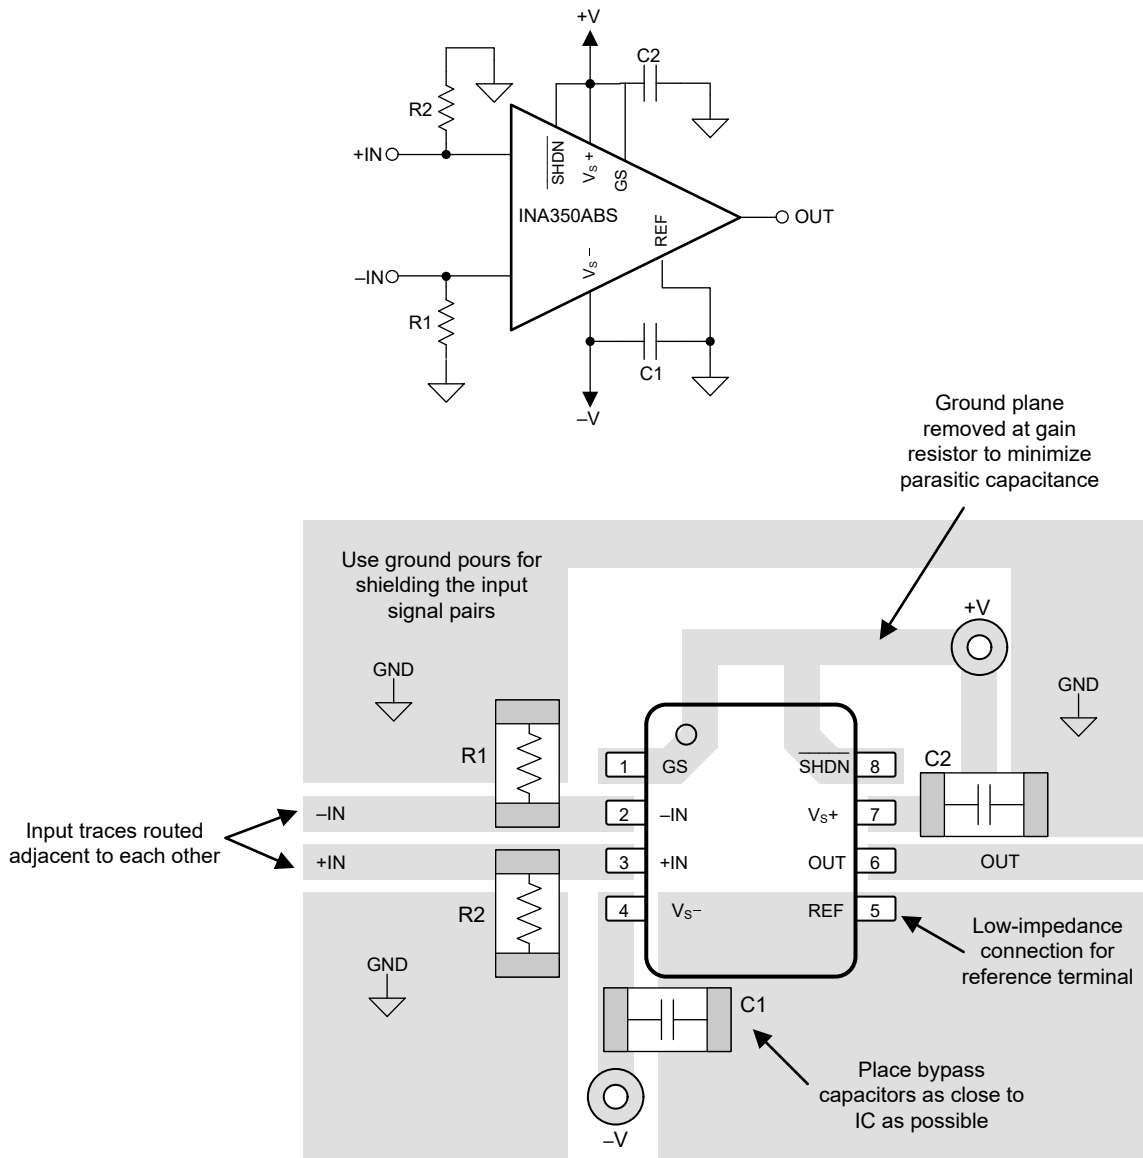 +V
C2
R2
+IN
SHDN
VS +
GS
INA350ABS
OUT
REF
VS –
–IN
R1
C1
–V
Ground plane
removed at gain
resistor to minimize
parasitic capacitance
Use ground pours for
shielding the input
signal pairs
+V
GND
GND
R1
C2
1
GS
SHDN
8
Input traces routed
adjacent to each other
–IN
2
–IN
VS+
7
+IN
3
+IN
OUT
6
OUT
R2
4
VS–
REF
5
Low-impedance
connection for
reference terminal
GND
C1
Place bypass
capacitors as close to
IC as possible
–V